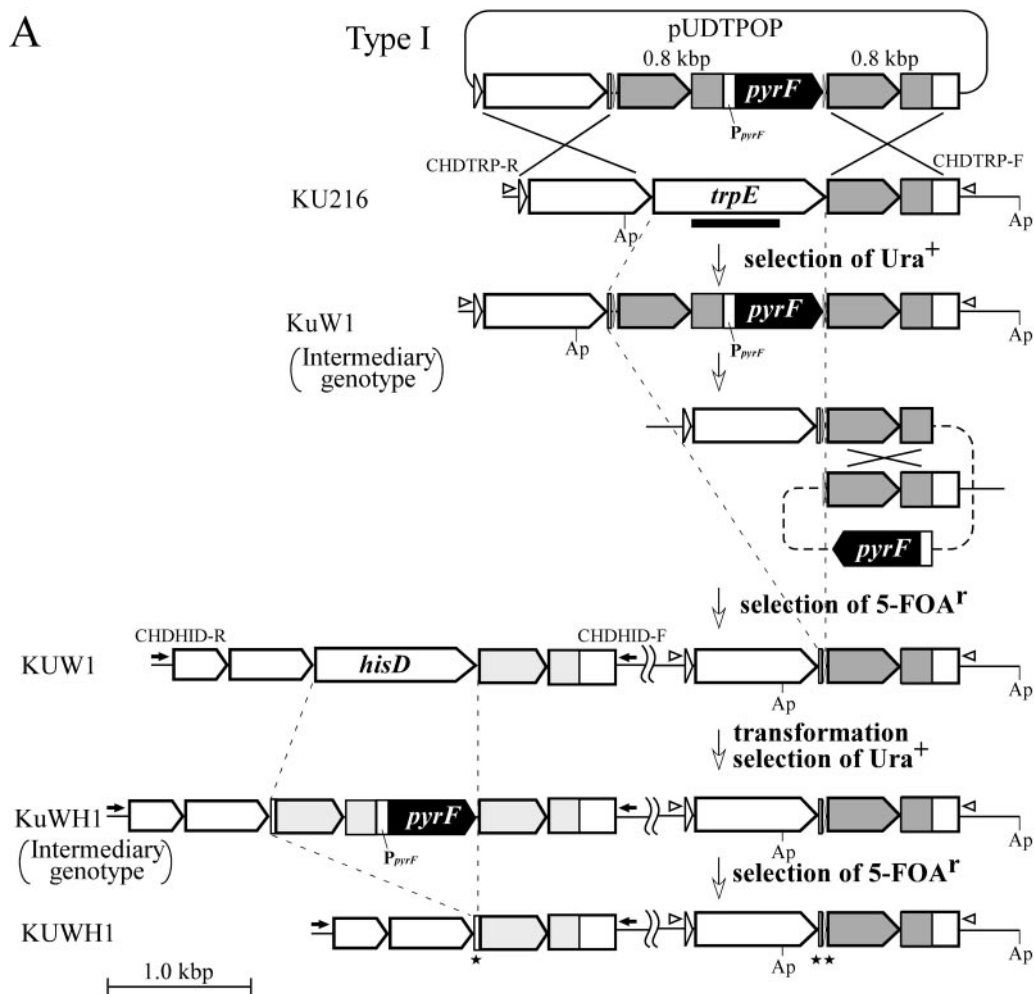 A
Type I
pUDTPOP
0.8 kbp
0.8 kbp
pyrF
PpyrF
CHDTRP-R
CHDTRP-F
KU216
trpE
Ap
Ap
selection of Ura+
KuW1
(Intermediary
genotype)
pyrF
Ap
PpyrF
Ap
pyrF
selection of 5-FOAr
CHDHID-R
CHDHID-F
KUW1
hisD
Ap
Ap
transformation
selection of Ura+
KuWH1
(Intermediary
genotype)
pyrF
PpyrF
Ap
Ap
selection of 5-FOAr
KUWH1
★
★★
Ap
Ap
1.0 kbp